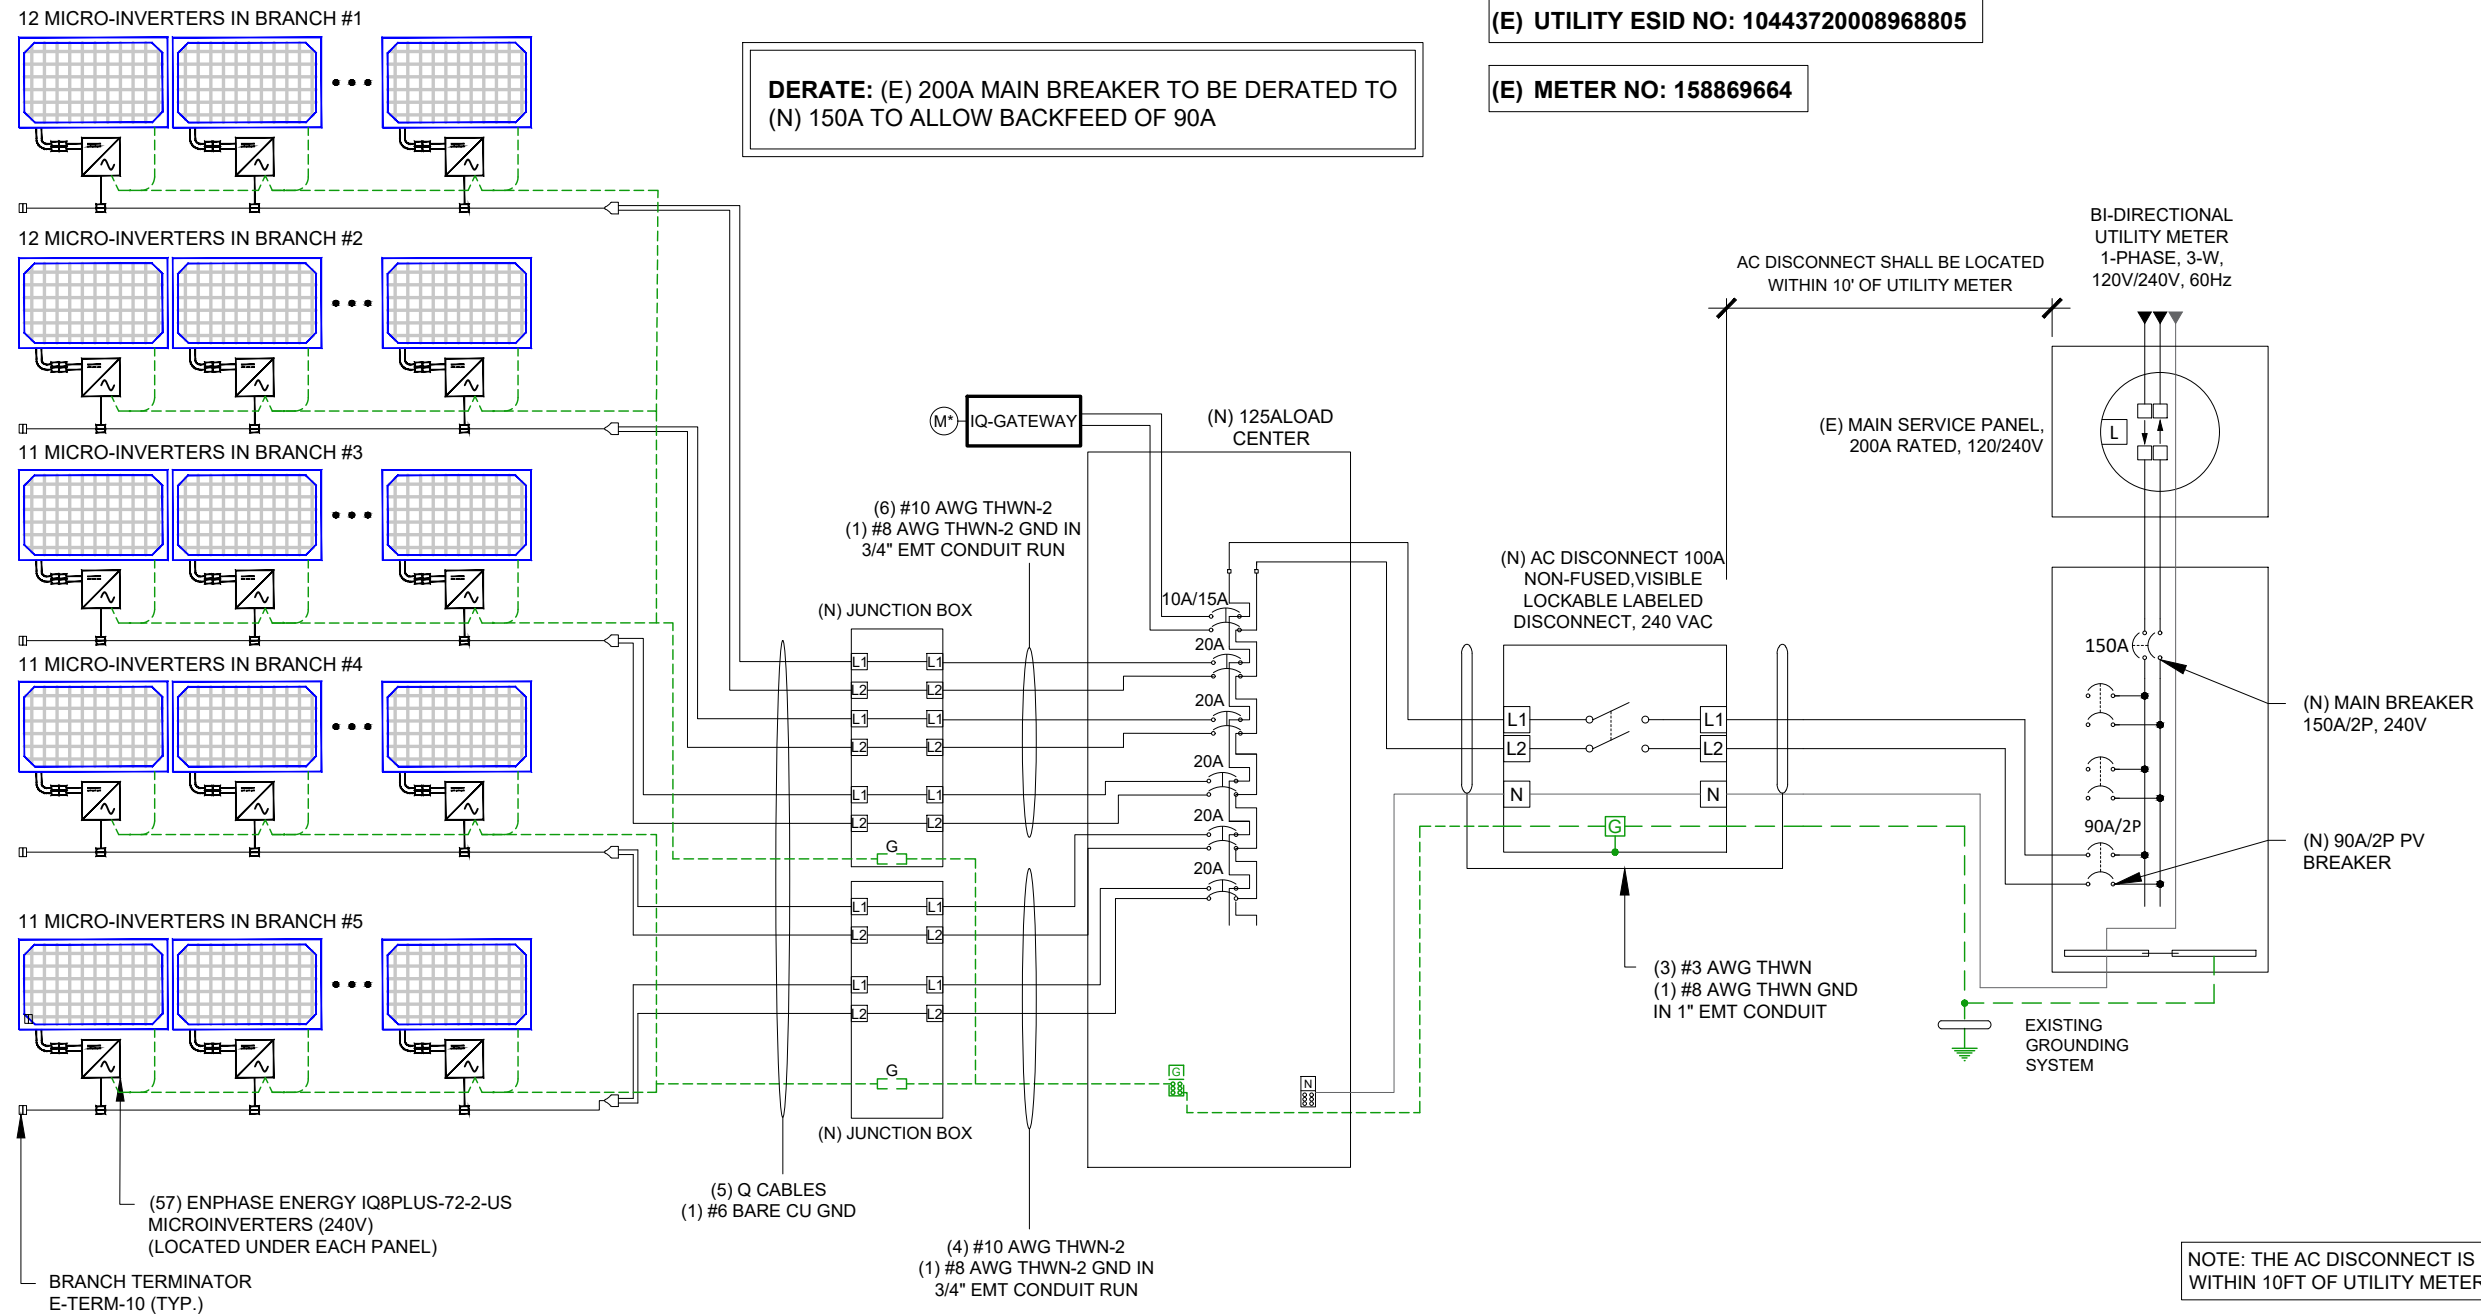 12 MICRO-INVERTERS IN BRANCH #1
(E) UTILITY ESID NO: 10443720008968805
DERATE: (E) 200A MAIN BREAKER TO BE DERATED TO
(N) 150A TO ALLOW BACKFEED OF 90A
(E) METER NO: 158869664
12 MICRO-INVERTERS IN BRANCH #2
11 MICRO-INVERTERS IN BRANCH #3
11 MICRO-INVERTERS IN BRANCH #4
11 MICRO-INVERTERS IN BRANCH #5
(57) ENPHASE ENERGY IQ8PLUS-72-2-US
MICROINVERTERS (240V)
(LOCATED UNDER EACH PANEL)
BRANCH TERMINATOR
E-TERM-10 (TYP.)
(5) Q CABLES
(1) #6 BARE CU GND
(N) JUNCTION BOX
L1 L1
L2 L2
L1 L1
L2 L2
L1 L1
L2 L2
G
L1 L1
L2 L2
L1 L1
L2 L2
G
(N) JUNCTION BOX
(6) #10 AWG THWN-2
(1) #8 AWG THWN-2 GND IN
3/4" EMT CONDUIT RUN
(4) #10 AWG THWN-2
(1) #8 AWG THWN-2 GND IN
3/4" EMT CONDUIT RUN
M*
IQ-GATEWAY
(N) 125ALOAD
CENTER
10A/15A
20A
20A
20A
20A
20A
G
N
(N) AC DISCONNECT 100A
NON-FUSED,VISIBLE
LOCKABLE LABELED
DISCONNECT, 240 VAC
L1 L1
L2 L2
N N
G
(3) #3 AWG THWN
(1) #8 AWG THWN GND
IN 1" EMT CONDUIT
AC DISCONNECT SHALL BE LOCATED
WITHIN 10' OF UTILITY METER
BI-DIRECTIONAL
UTILITY METER
1-PHASE, 3-W,
120V/240V, 60Hz
(E) MAIN SERVICE PANEL,
200A RATED, 120/240V
L
150A
(N) MAIN BREAKER
150A/2P, 240V
90A/2P
(N) 90A/2P PV
BREAKER
EXISTING
GROUNDING
SYSTEM
NOTE: THE AC DISCONNECT IS
WITHIN 10FT OF UTILITY METER